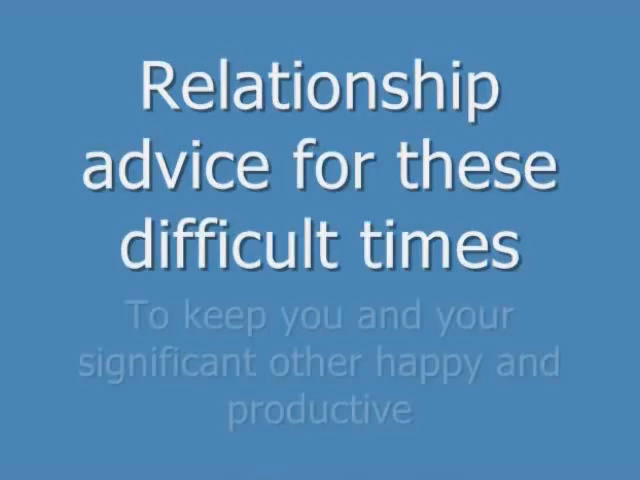 Relationship
advice for these
difficult times
To keep you and your
significant other happy and
productive